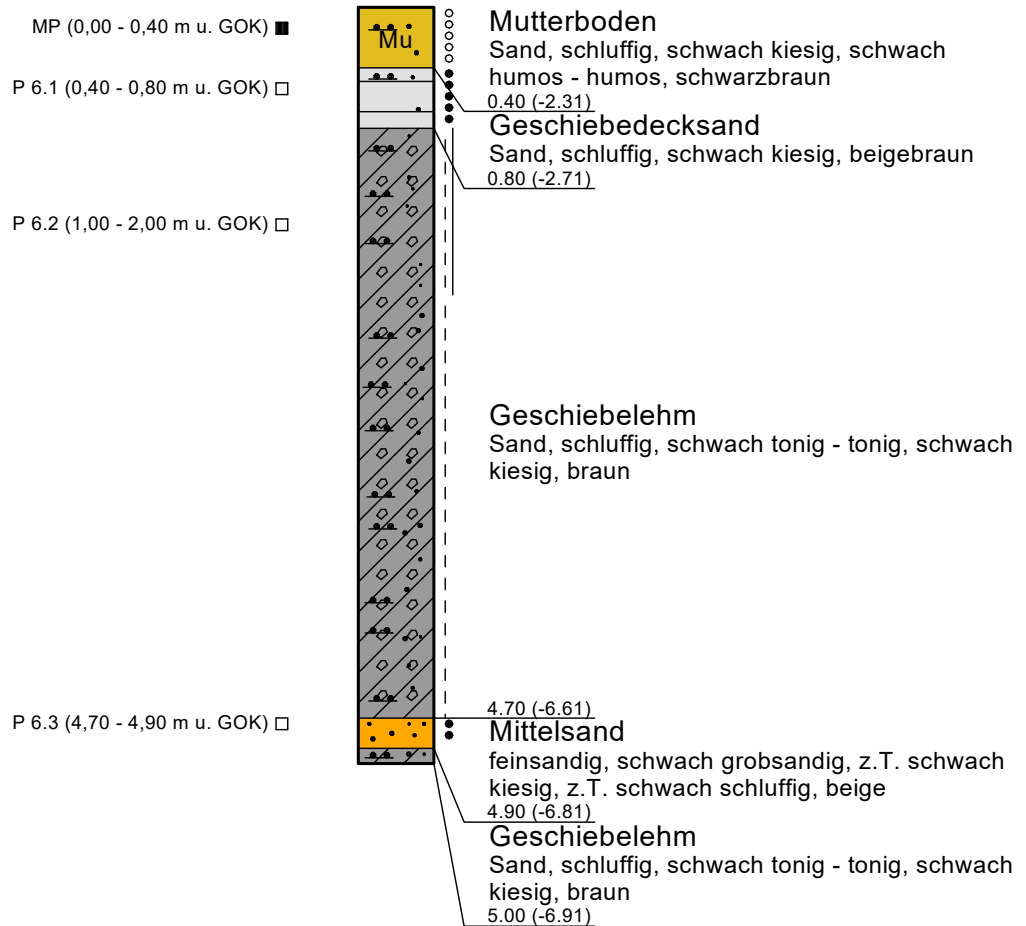 MP (0,00 - 0,40 m u. GOK)
Mu
Mutterboden
Sand, schluffig, schwach kiesig, schwach
humos - humos, schwarzbraun
0.40 (-2.31)
P 6.1 (0,40 - 0,80 m u. GOK)
Geschiebedecksand
Sand, schluffig, schwach kiesig, beigebraun
0.80 (-2.71)
P 6.2 (1,00 - 2,00 m u. GOK)
Geschiebelehm
Sand, schluffig, schwach tonig - tonig, schwach
kiesig, braun
4.70 (-6.61)
P 6.3 (4,70 - 4,90 m u. GOK)
Mittelsand
feinsandig, schwach grobsandig, z.T. schwach
kiesig, z.T. schwach schluffig, beige
4.90 (-6.81)
Geschiebelehm
Sand, schluffig, schwach tonig - tonig, schwach
kiesig, braun
5.00 (-6.91)